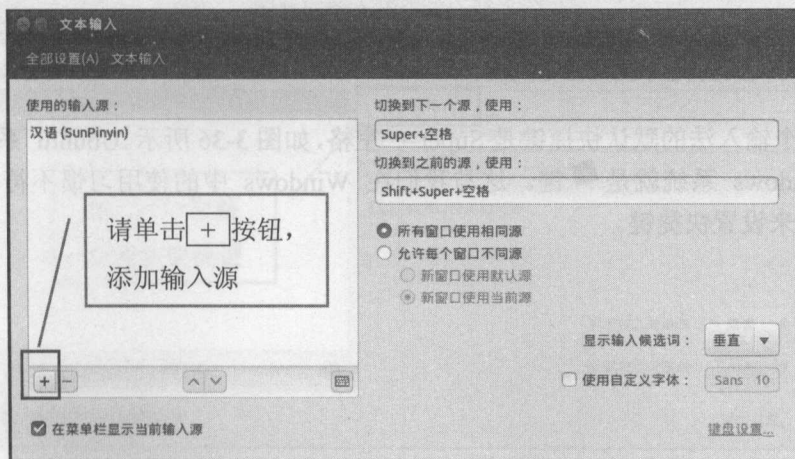 文本输入
全部设置(A) 文本输入
使用的输入源：
汉语 (SunPinyin)
请单击 + 按钮，
添加输入源
+ −
在菜单栏显示当前输入源
切换到下一个源，使用：
Super+空格
切换到之前的源，使用：
Shift+Super+空格
所有窗口使用相同源
允许每个窗口不同源
新窗口使用默认源
新窗口使用当前源
显示输入候选词： 垂直
使用自定义字体： Sans 10
键盘设置...